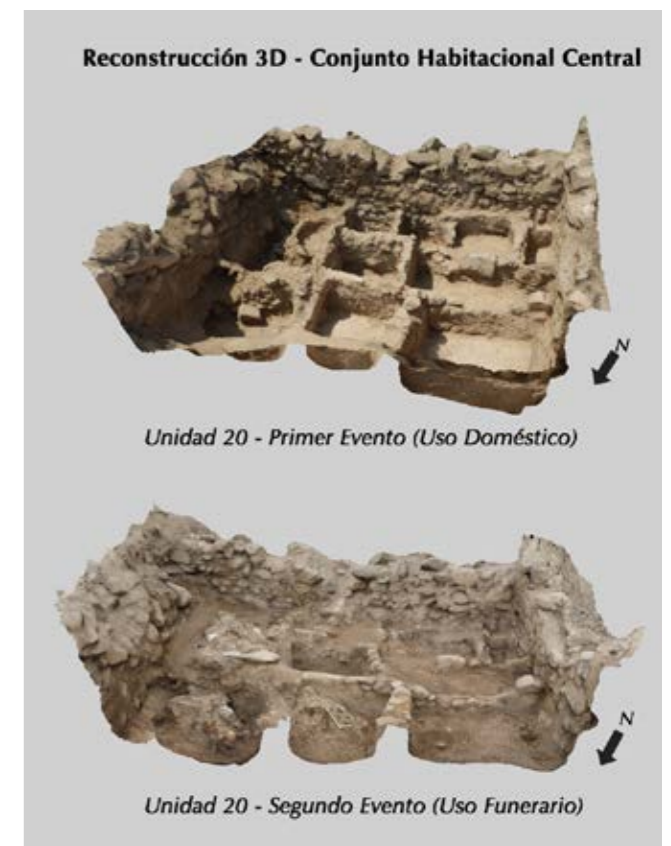 Reconstrucción 3D - Conjunto Habitacional Central
N
Unidad 20 - Primer Evento (Uso Doméstico)
N
Unidad 20 - Segundo Evento (Uso Funerario)